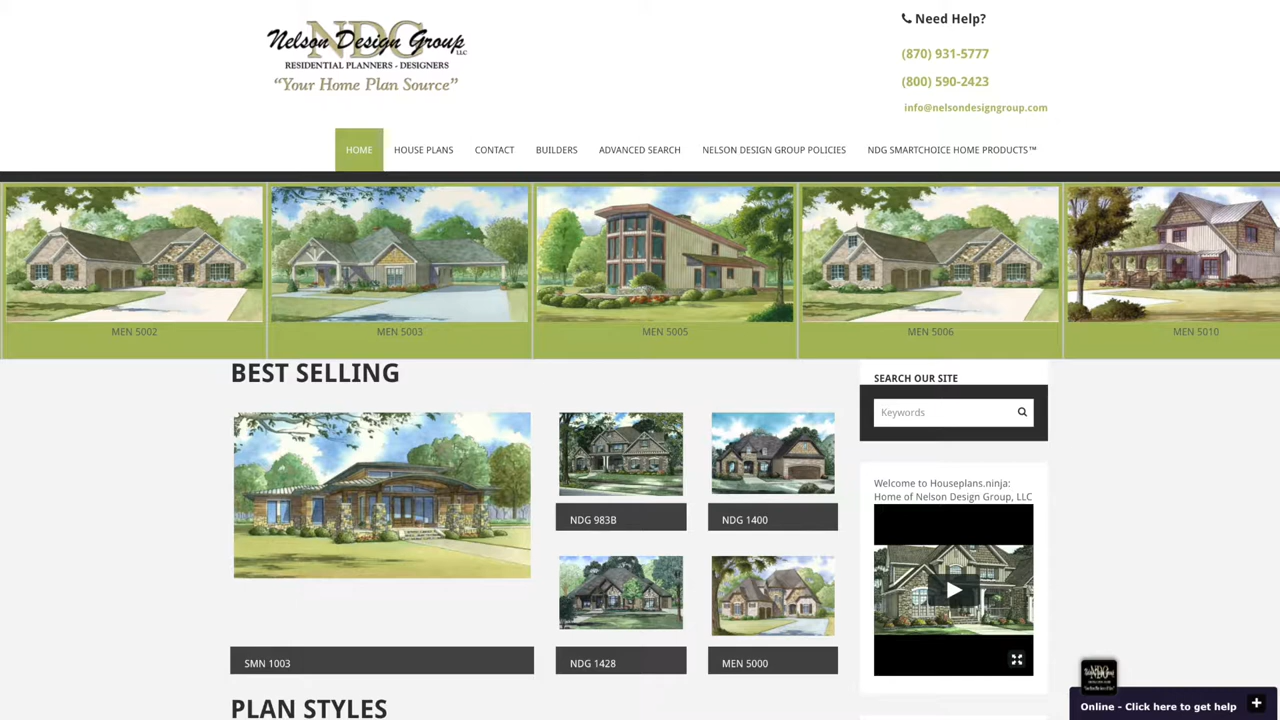 NDG
Nelson Design Group LLC
RESIDENTIAL PLANNERS - DESIGNERS
"Your Home Plan Source"
Need Help?
(870) 931-5777
(800) 590-2423
info@nelsondesigngroup.com
HOME HOUSE PLANS CONTACT BUILDERS ADVANCED SEARCH NELSON DESIGN GROUP POLICIES NDG SMARTCHOICE HOME PRODUCTS™
MEN 5002 MEN 5003 MEN 5005 MEN 5006 MEN 5010
BEST SELLING
NDG 983B NDG 1400
SMN 1003 NDG 1428 MEN 5000
PLAN STYLES
SEARCH OUR SITE
Keywords
Welcome to Houseplans.ninja:
Home of Nelson Design Group, LLC
NDG
Online - Click here to get help